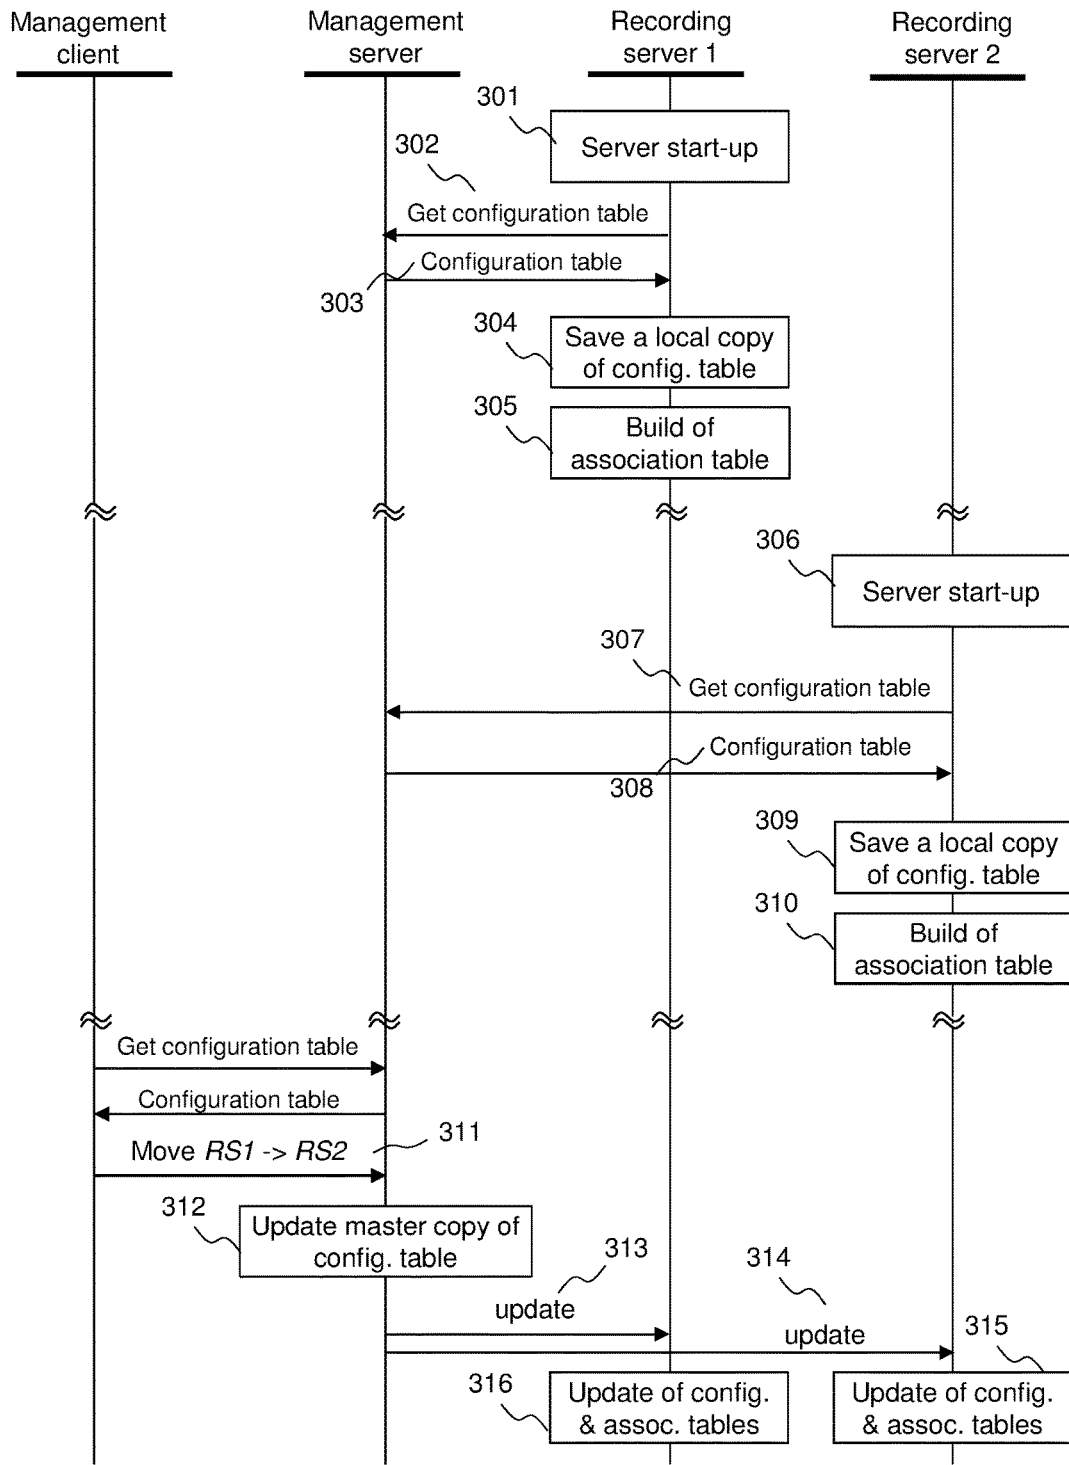 Management
client
Management
server
Recording
server 1
Recording
server 2
301
Server start-up
302
Get configuration table
Configuration table
303
304
Save a local copy
of config. table
305
Build of
association table
306
Server start-up
307
Get configuration table
Configuration table
308
309
Save a local copy
of config. table
310
Build of
association table
Get configuration table
Configuration table
311
Move RS1 -> RS2
312
Update master copy of
config. table
313
update
314
update
315
316
Update of config.
& assoc. tables
Update of config.
& assoc. tables